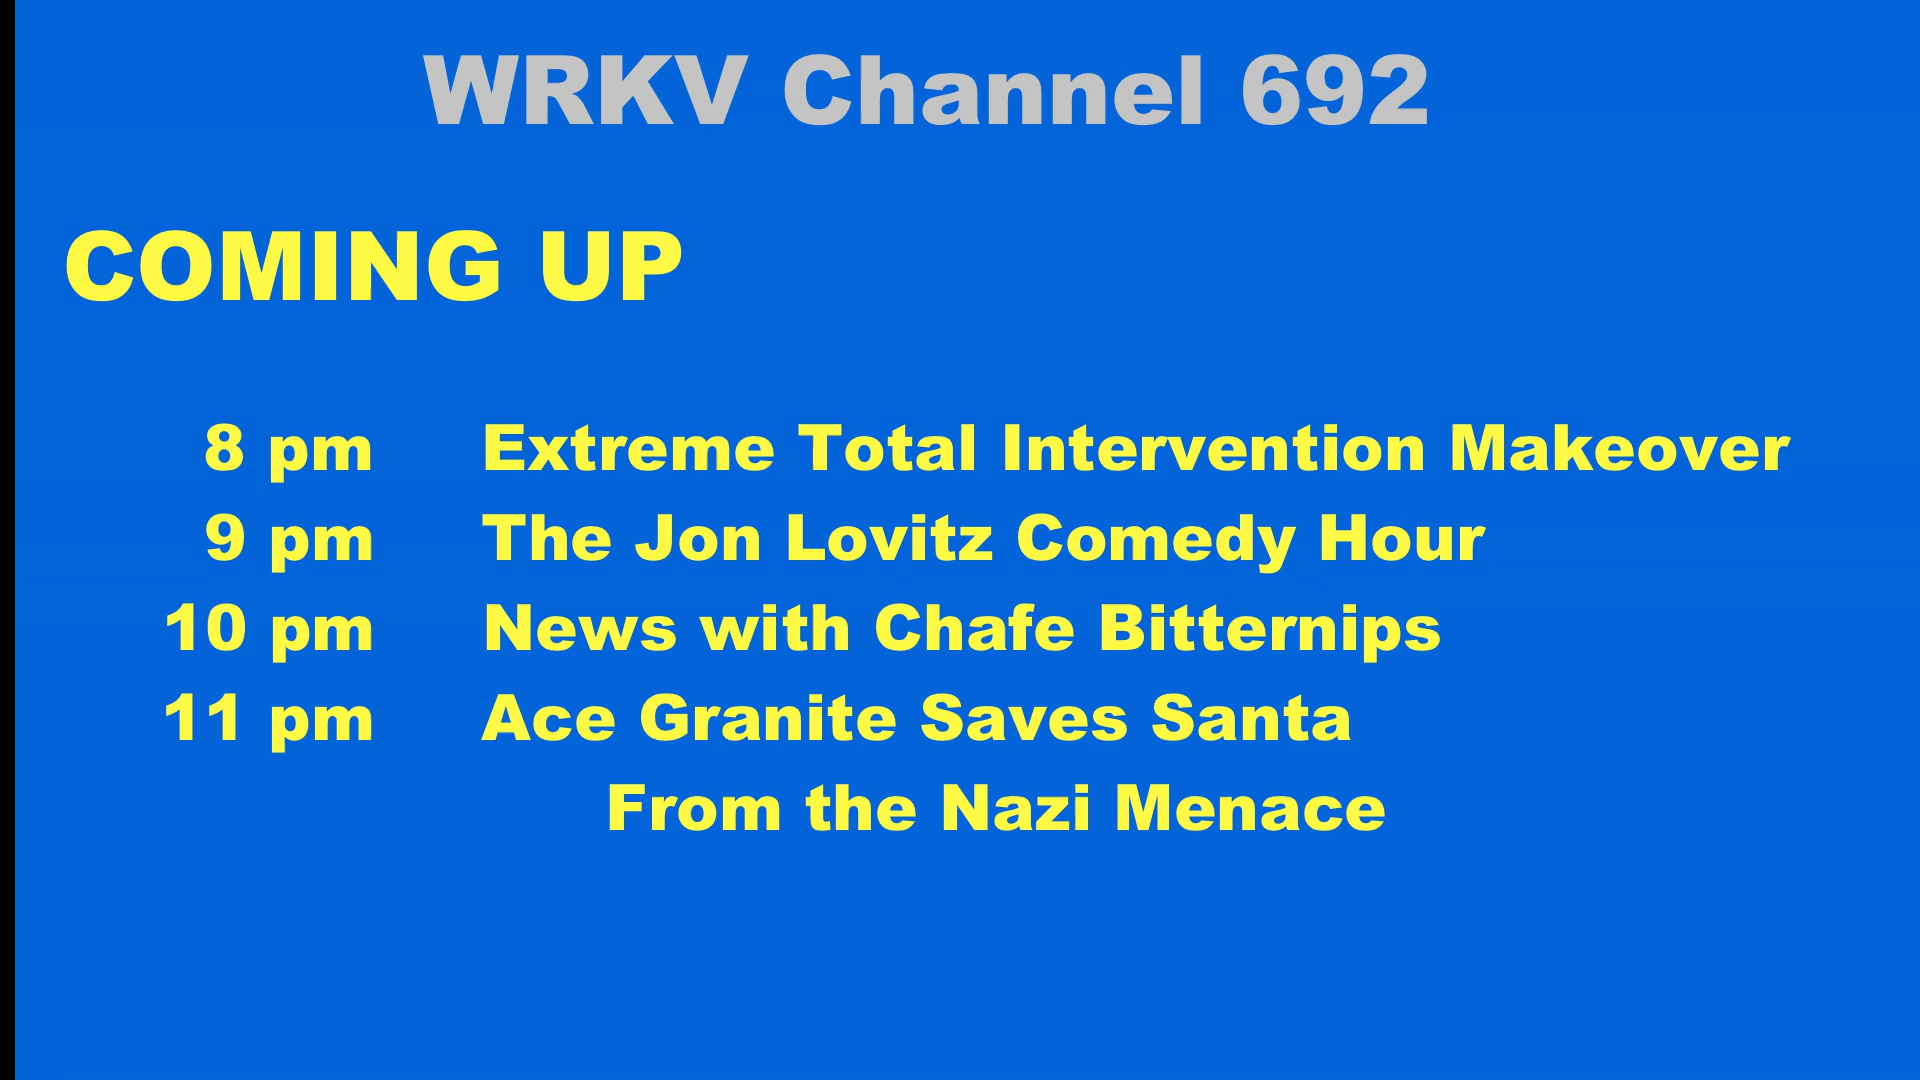 WRKV Channel 692
COMING UP
8 pm Extreme Total Intervention Makeover
9 pm The Jon Lovitz Comedy Hour
10 pm News with Chafe Bitternips
11 pm Ace Granite Saves Santa
From the Nazi Menace